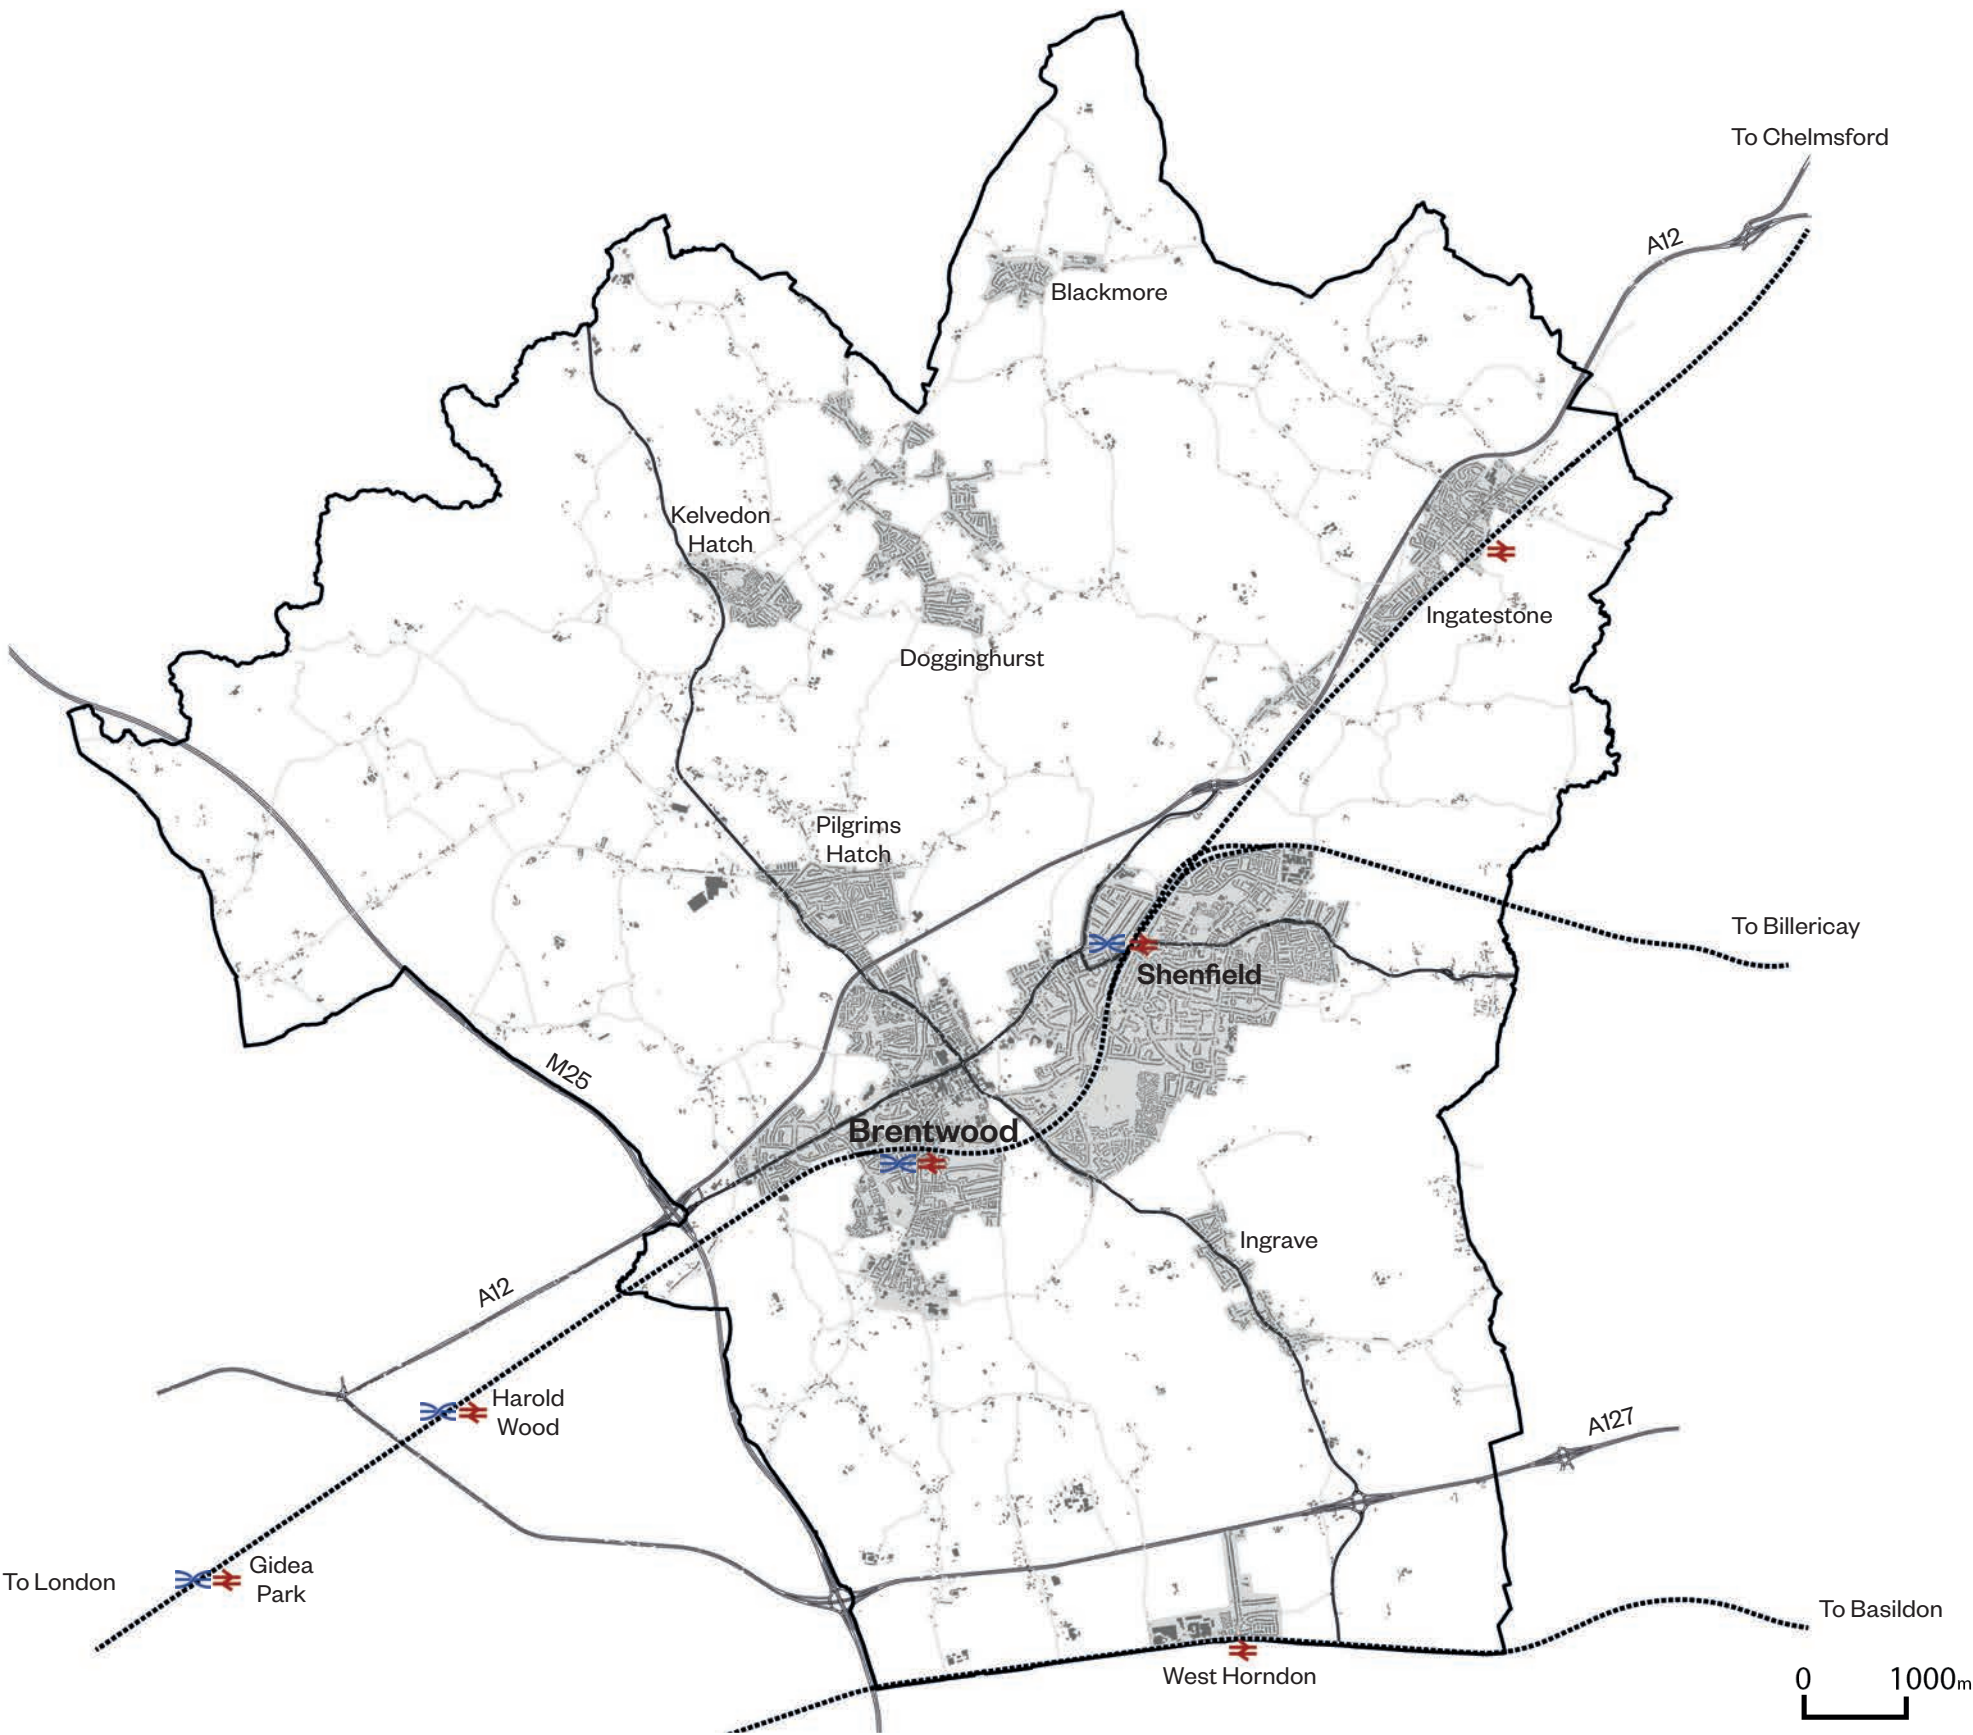 To Chelmsford
A12
Blackmore
Kelvedon
Hatch
Ingatestone
Dogginghurst
Pilgrims
Hatch
To Billericay
Shenfield
M25
Brentwood
Ingrave
A12
Harold
Wood
A127
Gidea
Park
To London
To Basildon
West Horndon
0 1000m